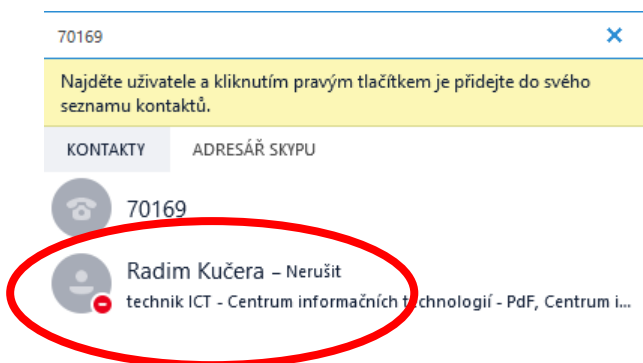 70169
Najděte uživatele a kliknutím pravým tlačítkem je přidejte do svého
seznamu kontaktů.
KONTAKTY ADRESÁŘ SKYPU
70169
Radim Kučera – Nerušit
technik ICT - Centrum informačních technologií - PdF, Centrum i...